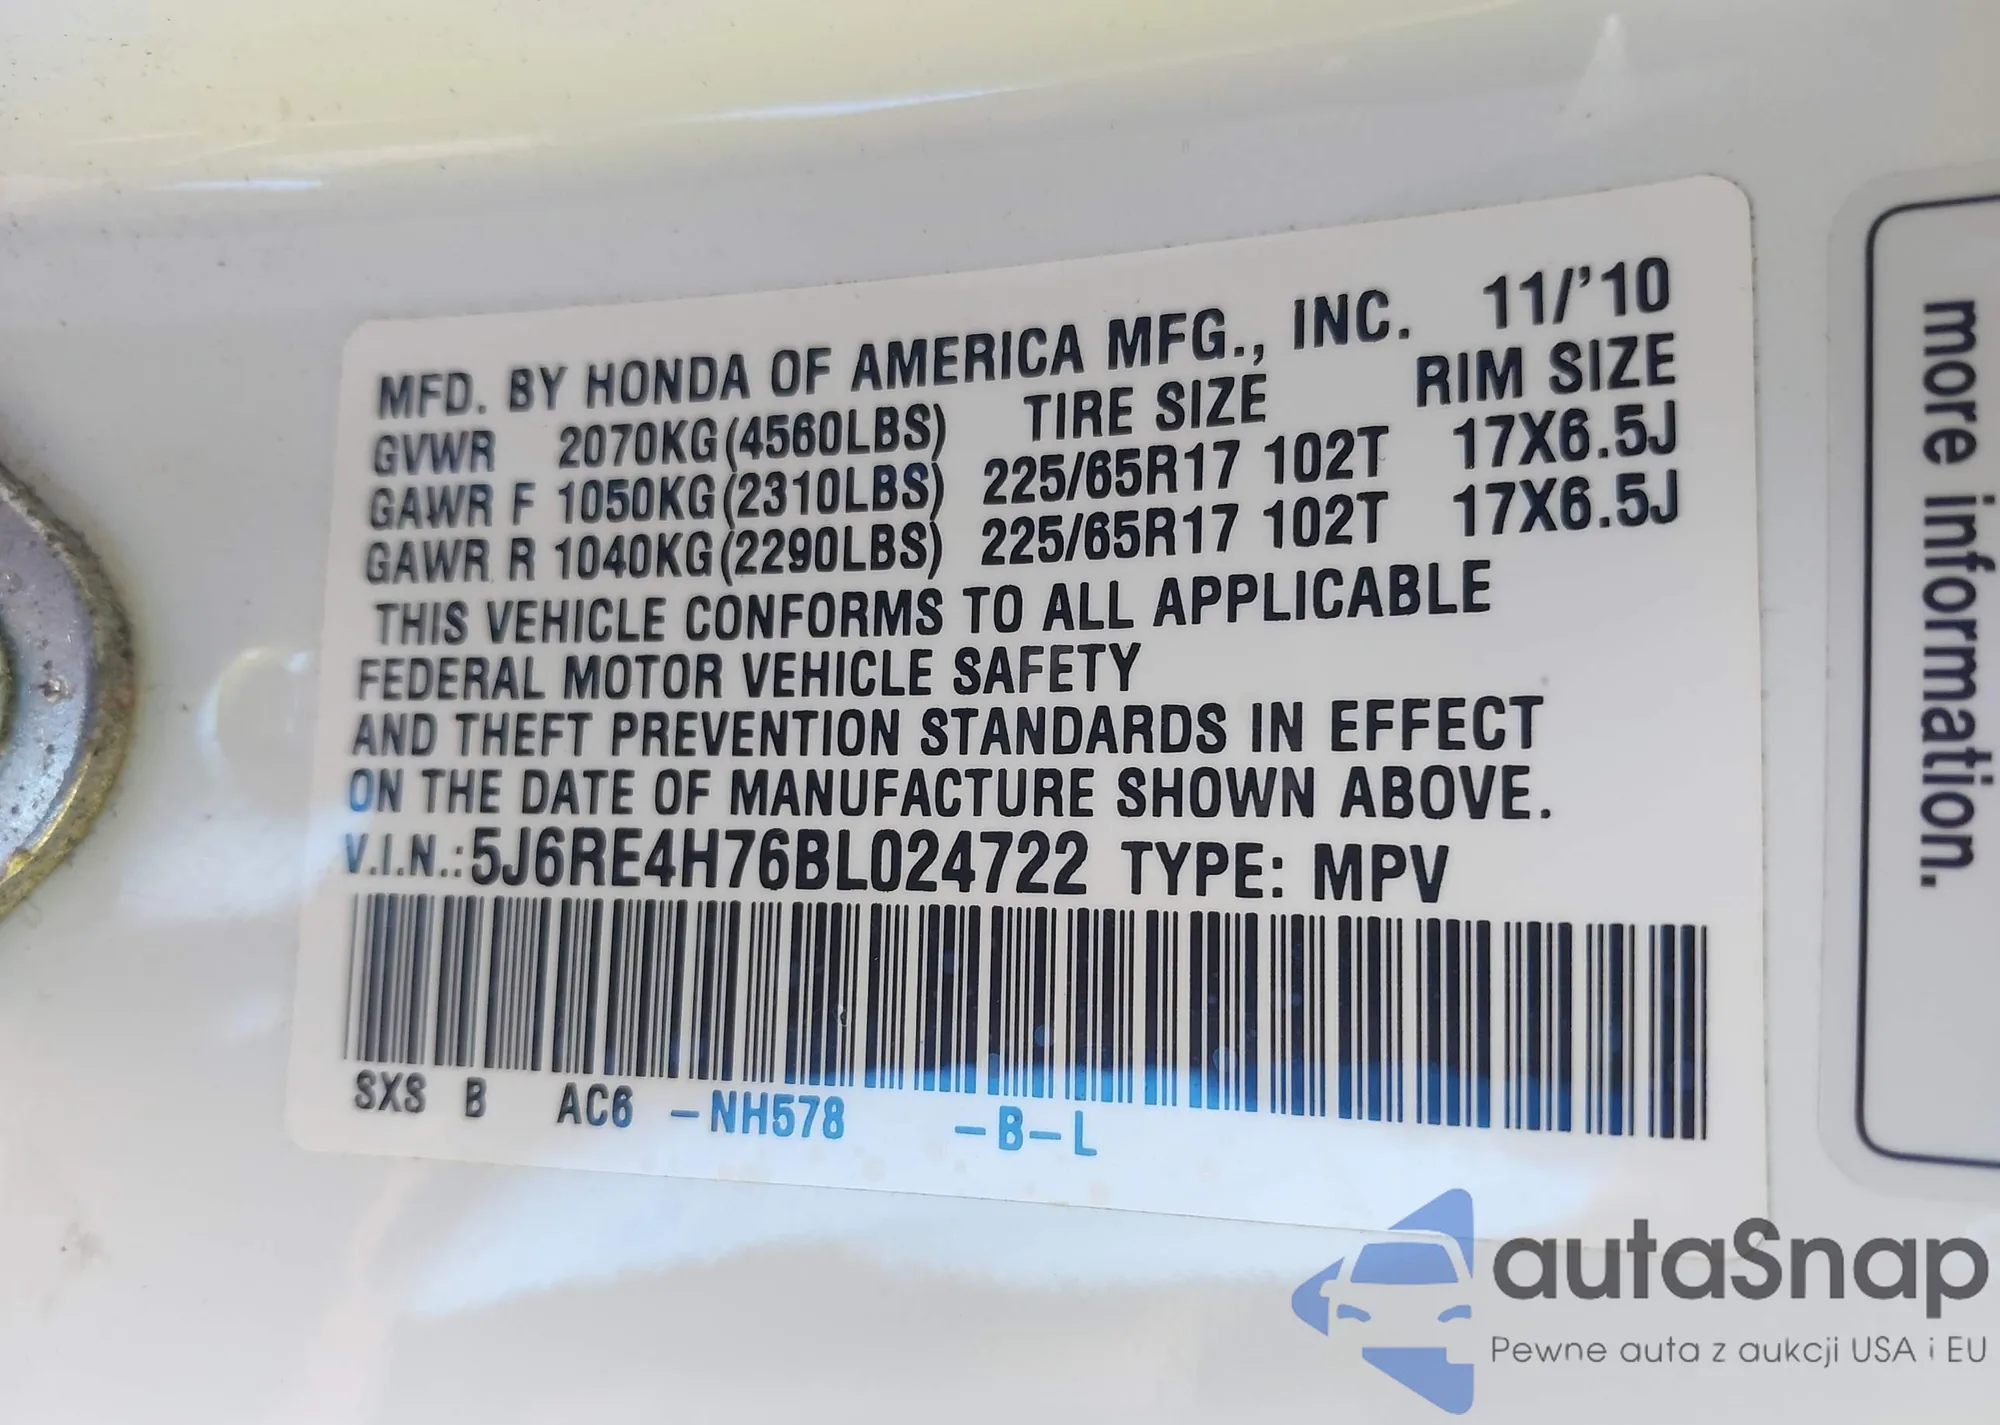 MFD. BY HONDA OF AMERICA MFG., INC. 11/'10
GVWR 2070KG(4560LBS) TIRE SIZE RIM SIZE
GAWR F 1050KG(2310LBS) 225/65R17 102T 17X6.5J
GAWR R 1040KG(2290LBS) 225/65R17 102T 17X6.5J
THIS VEHICLE CONFORMS TO ALL APPLICABLE
FEDERAL MOTOR VEHICLE SAFETY
AND THEFT PREVENTION STANDARDS IN EFFECT
ON THE DATE OF MANUFACTURE SHOWN ABOVE.
V.I.N.:5J6RE4H76BL024722 TYPE: MPV
SXS B AC6 -NH578 -B-L
more information.
autaSnap
Pewne auta z aukcji USA i EU